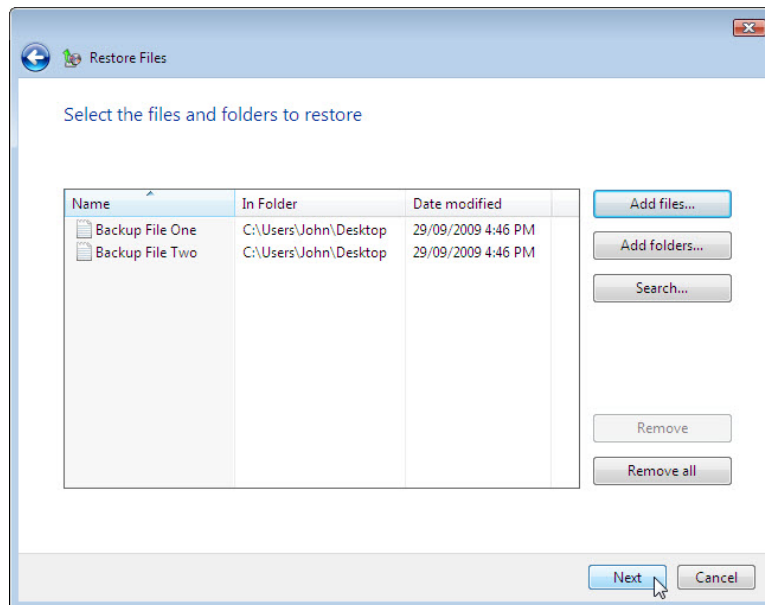 Restore Files
Select the files and folders to restore
Name In Folder Date modified
Backup File One C:\Users\John\Desktop 29/09/2009 4:46 PM
Backup File Two C:\Users\John\Desktop 29/09/2009 4:46 PM
Add files...
Add folders...
Search...
Remove
Remove all
Next Cancel